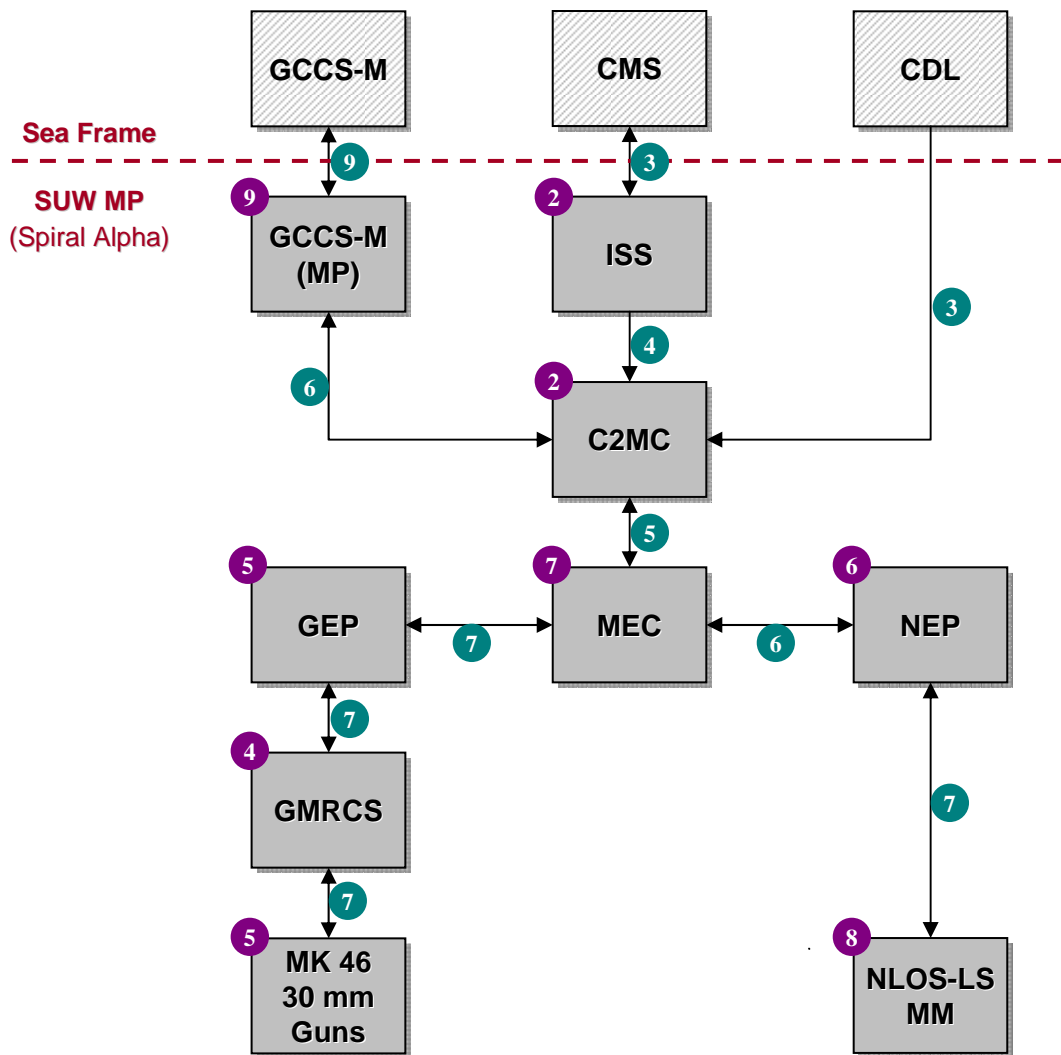 GCCS-M
CMS
CDL
Sea Frame
9
3
SUW MP
(Spiral Alpha)
9
GCCS-M
(MP)
2
ISS
3
4
6
2
C2MC
5
5
GEP
7
MEC
6
NEP
7
6
7
4
GMRCS
7
7
5
MK 46
30 mm
Guns
8
NLOS-LS
MM